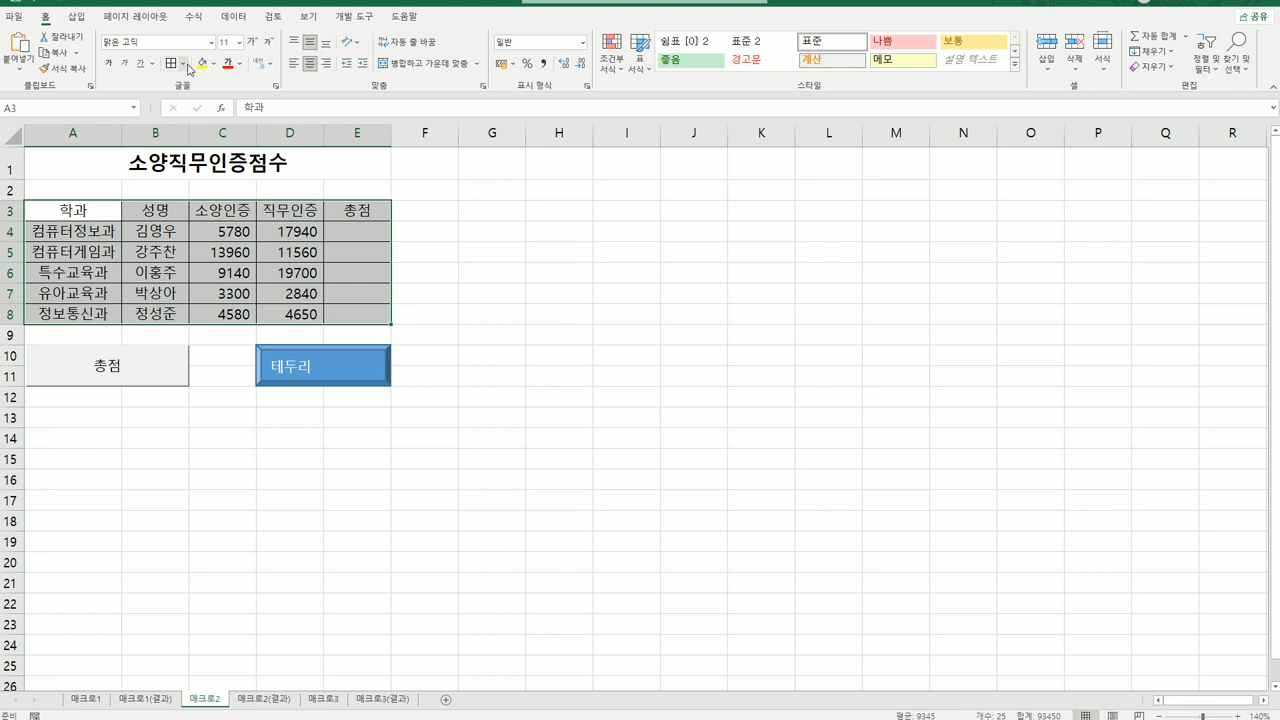 파일 홈 삽입 페이지 레이아웃 수식 데이터 검토 보기 개발 도구 도움말 공유
붙여넣기 잘라내기 복사 서식 복사
맑은 고딕 11 가 자동 줄 바꿈 병합하고 가운데 맞춤
일반 조건부 서식 표 서식
쉼표 [0] 2 표준 2 표준 나쁨 보통
좋음 경고문 계산 메모 설명 텍스트
삽입 삭제 서식 자동 합계 채우기 지우기 정렬 및 필터 찾기 및 선택
클립보드 글꼴 맞춤 표시 형식 스타일 셀 편집
A3 fx 학과
A B C D E F G H I J K L M N O P Q R
1 소양직무인증점수
2
3 학과 성명 소양인증 직무인증 총점
4 컴퓨터정보과 김영우 5780 17940
5 컴퓨터게임과 강주찬 13960 11560
6 특수교육과 이홍주 9140 19700
7 유아교육과 박상아 3300 2840
8 정보통신과 정성준 4580 4650
9
10 총점 테두리
11
12
13
14
15
16
17
18
19
20
21
22
23
24
25
26
매크로1 매크로1(결과) 매크로2 매크로2(결과) 매크로3 매크로3(결과)
준비 평균: 9345 개수: 25 합계: 93450 140%